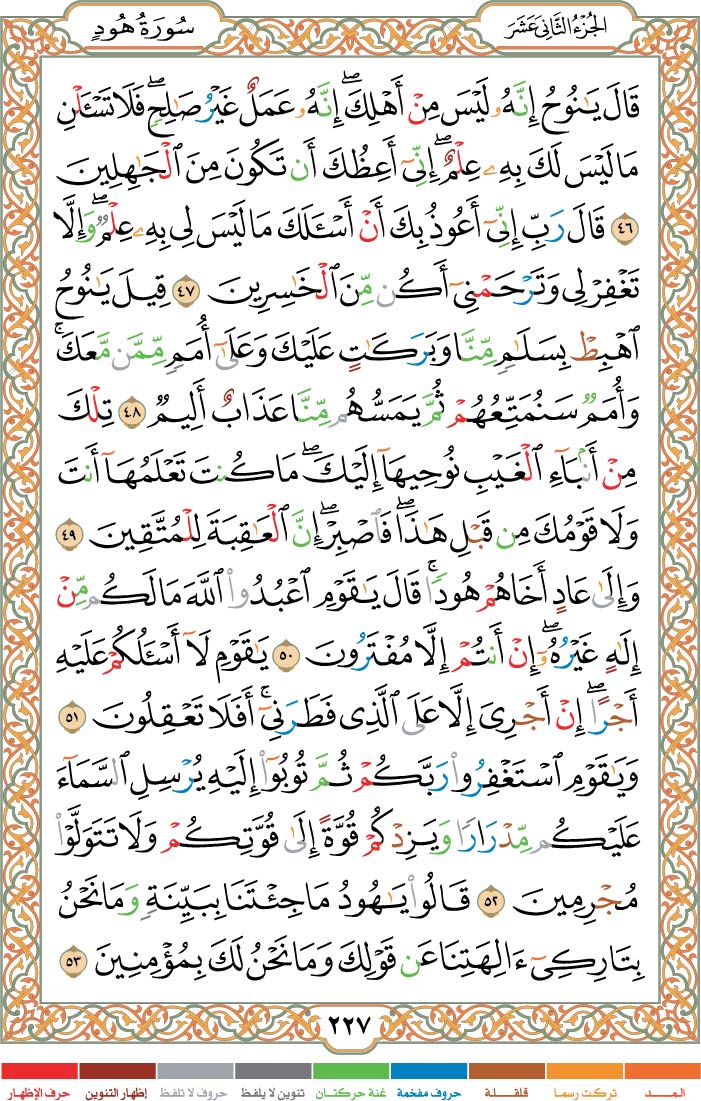 سُورَةُ هُودٍ
الجُزْءُ الثَّانِى عَشَرَ
قَالَ يَٰنُوحُ إِنَّهُۥ لَيْسَ مِنْ أَهْلِكَ ۖ إِنَّهُۥ عَمَلٌ غَيْرُ صَٰلِحٍ ۖ فَلَا تَسْـَٔلْنِ
مَا لَيْسَ لَكَ بِهِۦ عِلْمٌ ۖ إِنِّىٓ أَعِظُكَ أَن تَكُونَ مِنَ ٱلْجَٰهِلِينَ
٤٦ قَالَ رَبِّ إِنِّىٓ أَعُوذُ بِكَ أَنْ أَسْـَٔلَكَ مَا لَيْسَ لِى بِهِۦ عِلْمٌ ۖ وَإِلَّا
تَغْفِرْ لِى وَتَرْحَمْنِىٓ أَكُن مِّنَ ٱلْخَٰسِرِينَ ٤٧ قِيلَ يَٰنُوحُ
ٱهْبِطْ بِسَلَٰمٍ مِّنَّا وَبَرَكَٰتٍ عَلَيْكَ وَعَلَىٰٓ أُمَمٍ مِّمَّن مَّعَكَ ۚ
وَأُمَمٌ سَنُمَتِّعُهُمْ ثُمَّ يَمَسُّهُم مِّنَّا عَذَابٌ أَلِيمٌ ٤٨ تِلْكَ
مِنْ أَنۢبَآءِ ٱلْغَيْبِ نُوحِيهَآ إِلَيْكَ ۖ مَا كُنتَ تَعْلَمُهَآ أَنتَ
وَلَا قَوْمُكَ مِن قَبْلِ هَٰذَا ۖ فَٱصْبِرْ ۖ إِنَّ ٱلْعَٰقِبَةَ لِلْمُتَّقِينَ ٤٩
وَإِلَىٰ عَادٍ أَخَاهُمْ هُودًا ۚ قَالَ يَٰقَوْمِ ٱعْبُدُوا۟ ٱللَّهَ مَا لَكُم مِّنْ
إِلَٰهٍ غَيْرُهُۥٓ ۖ إِنْ أَنتُمْ إِلَّا مُفْتَرُونَ ٥٠ يَٰقَوْمِ لَآ أَسْـَٔلُكُمْ عَلَيْهِ
أَجْرًا ۖ إِنْ أَجْرِىَ إِلَّا عَلَى ٱلَّذِى فَطَرَنِىٓ ۚ أَفَلَا تَعْقِلُونَ ٥١
وَيَٰقَوْمِ ٱسْتَغْفِرُوا۟ رَبَّكُمْ ثُمَّ تُوبُوٓا۟ إِلَيْهِ يُرْسِلِ ٱلسَّمَآءَ
عَلَيْكُم مِّدْرَارًا وَيَزِدْكُمْ قُوَّةً إِلَىٰ قُوَّتِكُمْ وَلَا تَتَوَلَّوْا۟
مُجْرِمِينَ ٥٢ قَالُوا۟ يَٰهُودُ مَا جِئْتَنَا بِبَيِّنَةٍ وَمَا نَحْنُ
بِتَارِكِىٓ ءَالِهَتِنَا عَن قَوْلِكَ وَمَا نَحْنُ لَكَ بِمُؤْمِنِينَ ٥٣
٢٢٧
المــد تركت رسما قلقلة حروف مفخمة غنة حركتان تنوين لا يلفظ حروف لا تلفظ إظهار التنوين حرف الإظهار